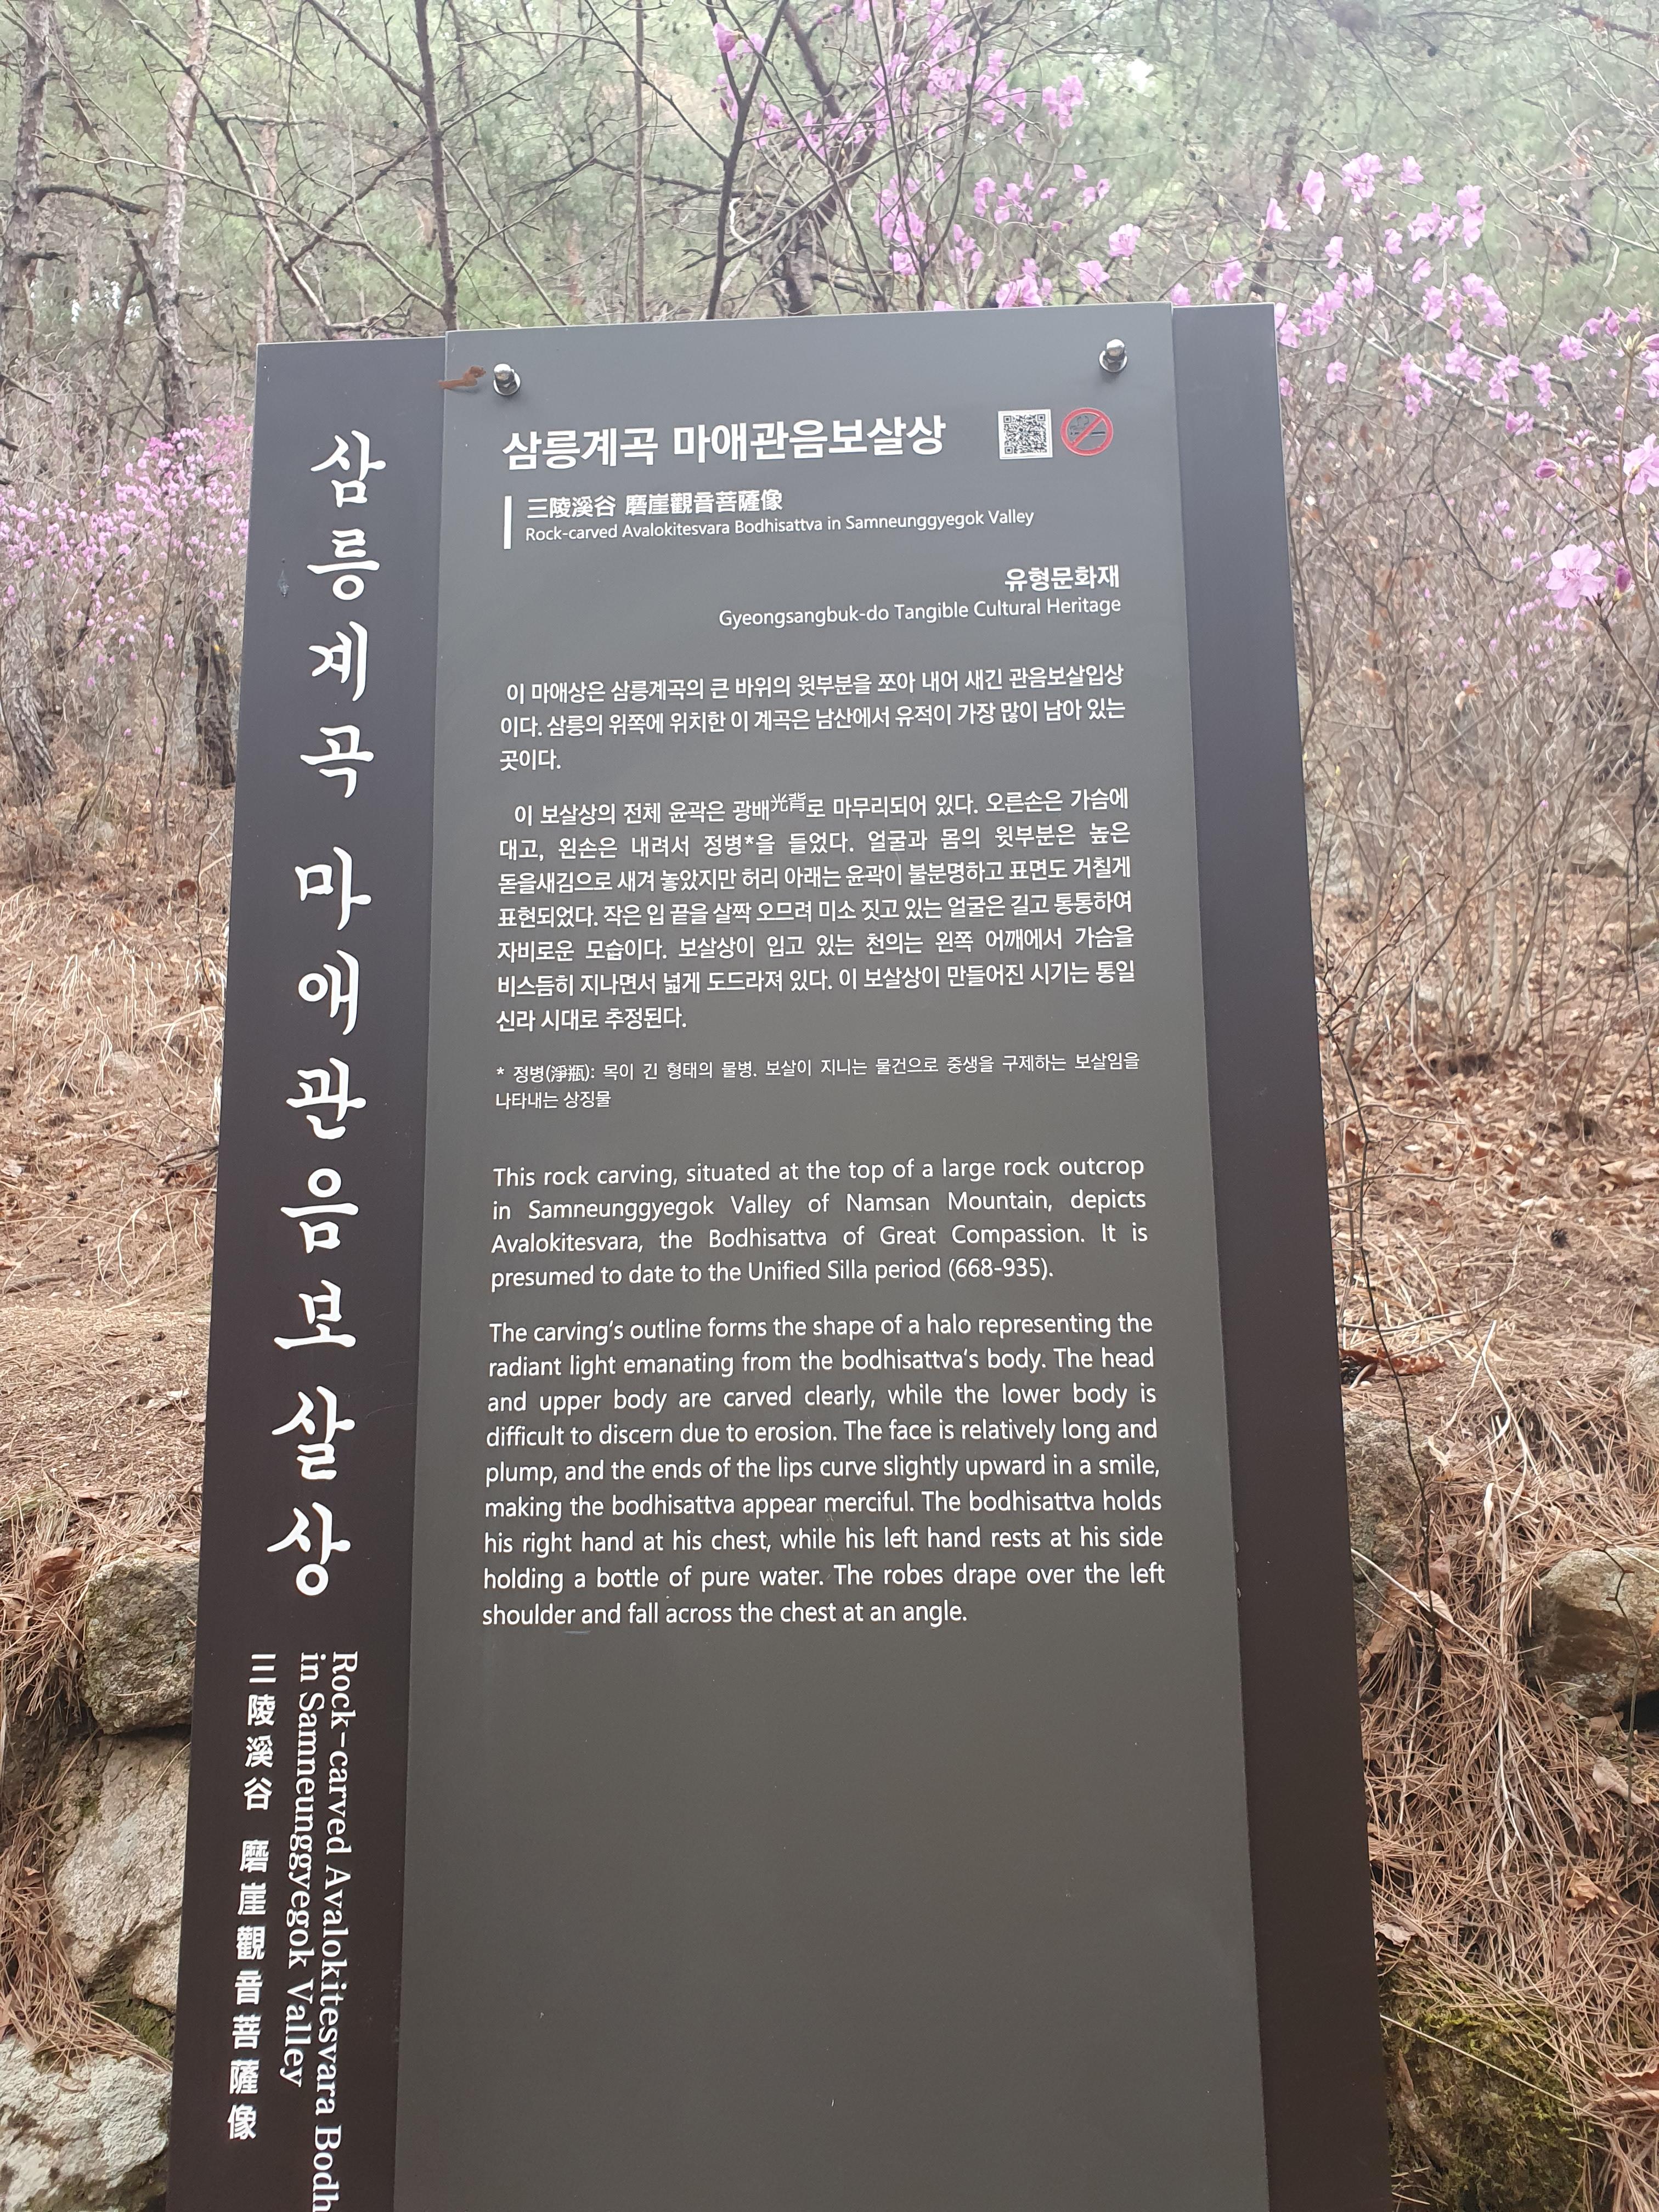 삼릉계곡 마애관음보살상
Rock-carved Avalokitesvara Bodh
in Samneunggyegok Valley
三陵溪谷 磨崖觀音菩薩像
삼릉계곡 마애관음보살상
三陵溪谷 磨崖觀音菩薩像
Rock-carved Avalokitesvara Bodhisattva in Samneunggyegok Valley
유형문화재
Gyeongsangbuk-do Tangible Cultural Heritage
이 마애상은 삼릉계곡의 큰 바위의 윗부분을 쪼아 내어 새긴 관음보살입상
이다. 삼릉의 위쪽에 위치한 이 계곡은 남산에서 유적이 가장 많이 남아 있는
곳이다.
이 보살상의 전체 윤곽은 광배光背로 마무리되어 있다. 오른손은 가슴에
대고, 왼손은 내려서 정병*을 들었다. 얼굴과 몸의 윗부분은 높은
돋을새김으로 새겨 놓았지만 허리 아래는 윤곽이 불분명하고 표면도 거칠게
표현되었다. 작은 입 끝을 살짝 오므려 미소 짓고 있는 얼굴은 길고 통통하여
자비로운 모습이다. 보살상이 입고 있는 천의는 왼쪽 어깨에서 가슴을
비스듬히 지나면서 넓게 도드라져 있다. 이 보살상이 만들어진 시기는 통일
신라 시대로 추정된다.
* 정병(淨甁): 목이 긴 형태의 물병. 보살이 지니는 물건으로 중생을 구제하는 보살임을
나타내는 상징물
This rock carving, situated at the top of a large rock outcrop
in Samneunggyegok Valley of Namsan Mountain, depicts
Avalokitesvara, the Bodhisattva of Great Compassion. It is
presumed to date to the Unified Silla period (668-935).
The carving's outline forms the shape of a halo representing the
radiant light emanating from the bodhisattva's body. The head
and upper body are carved clearly, while the lower body is
difficult to discern due to erosion. The face is relatively long and
plump, and the ends of the lips curve slightly upward in a smile,
making the bodhisattva appear merciful. The bodhisattva holds
his right hand at his chest, while his left hand rests at his side
holding a bottle of pure water. The robes drape over the left
shoulder and fall across the chest at an angle.